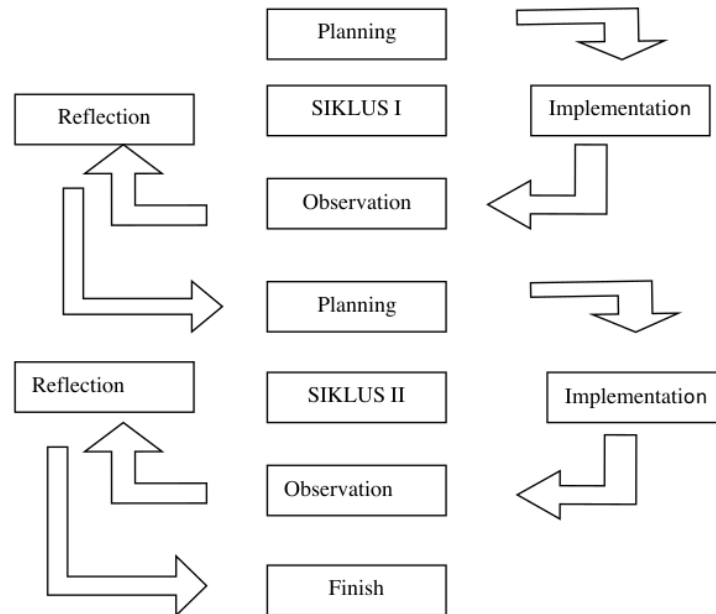 Planning
Reflection
SIKLUS I
Implementation
Observation
Planning
Reflection
SIKLUS II
Implementation
Observation
Finish